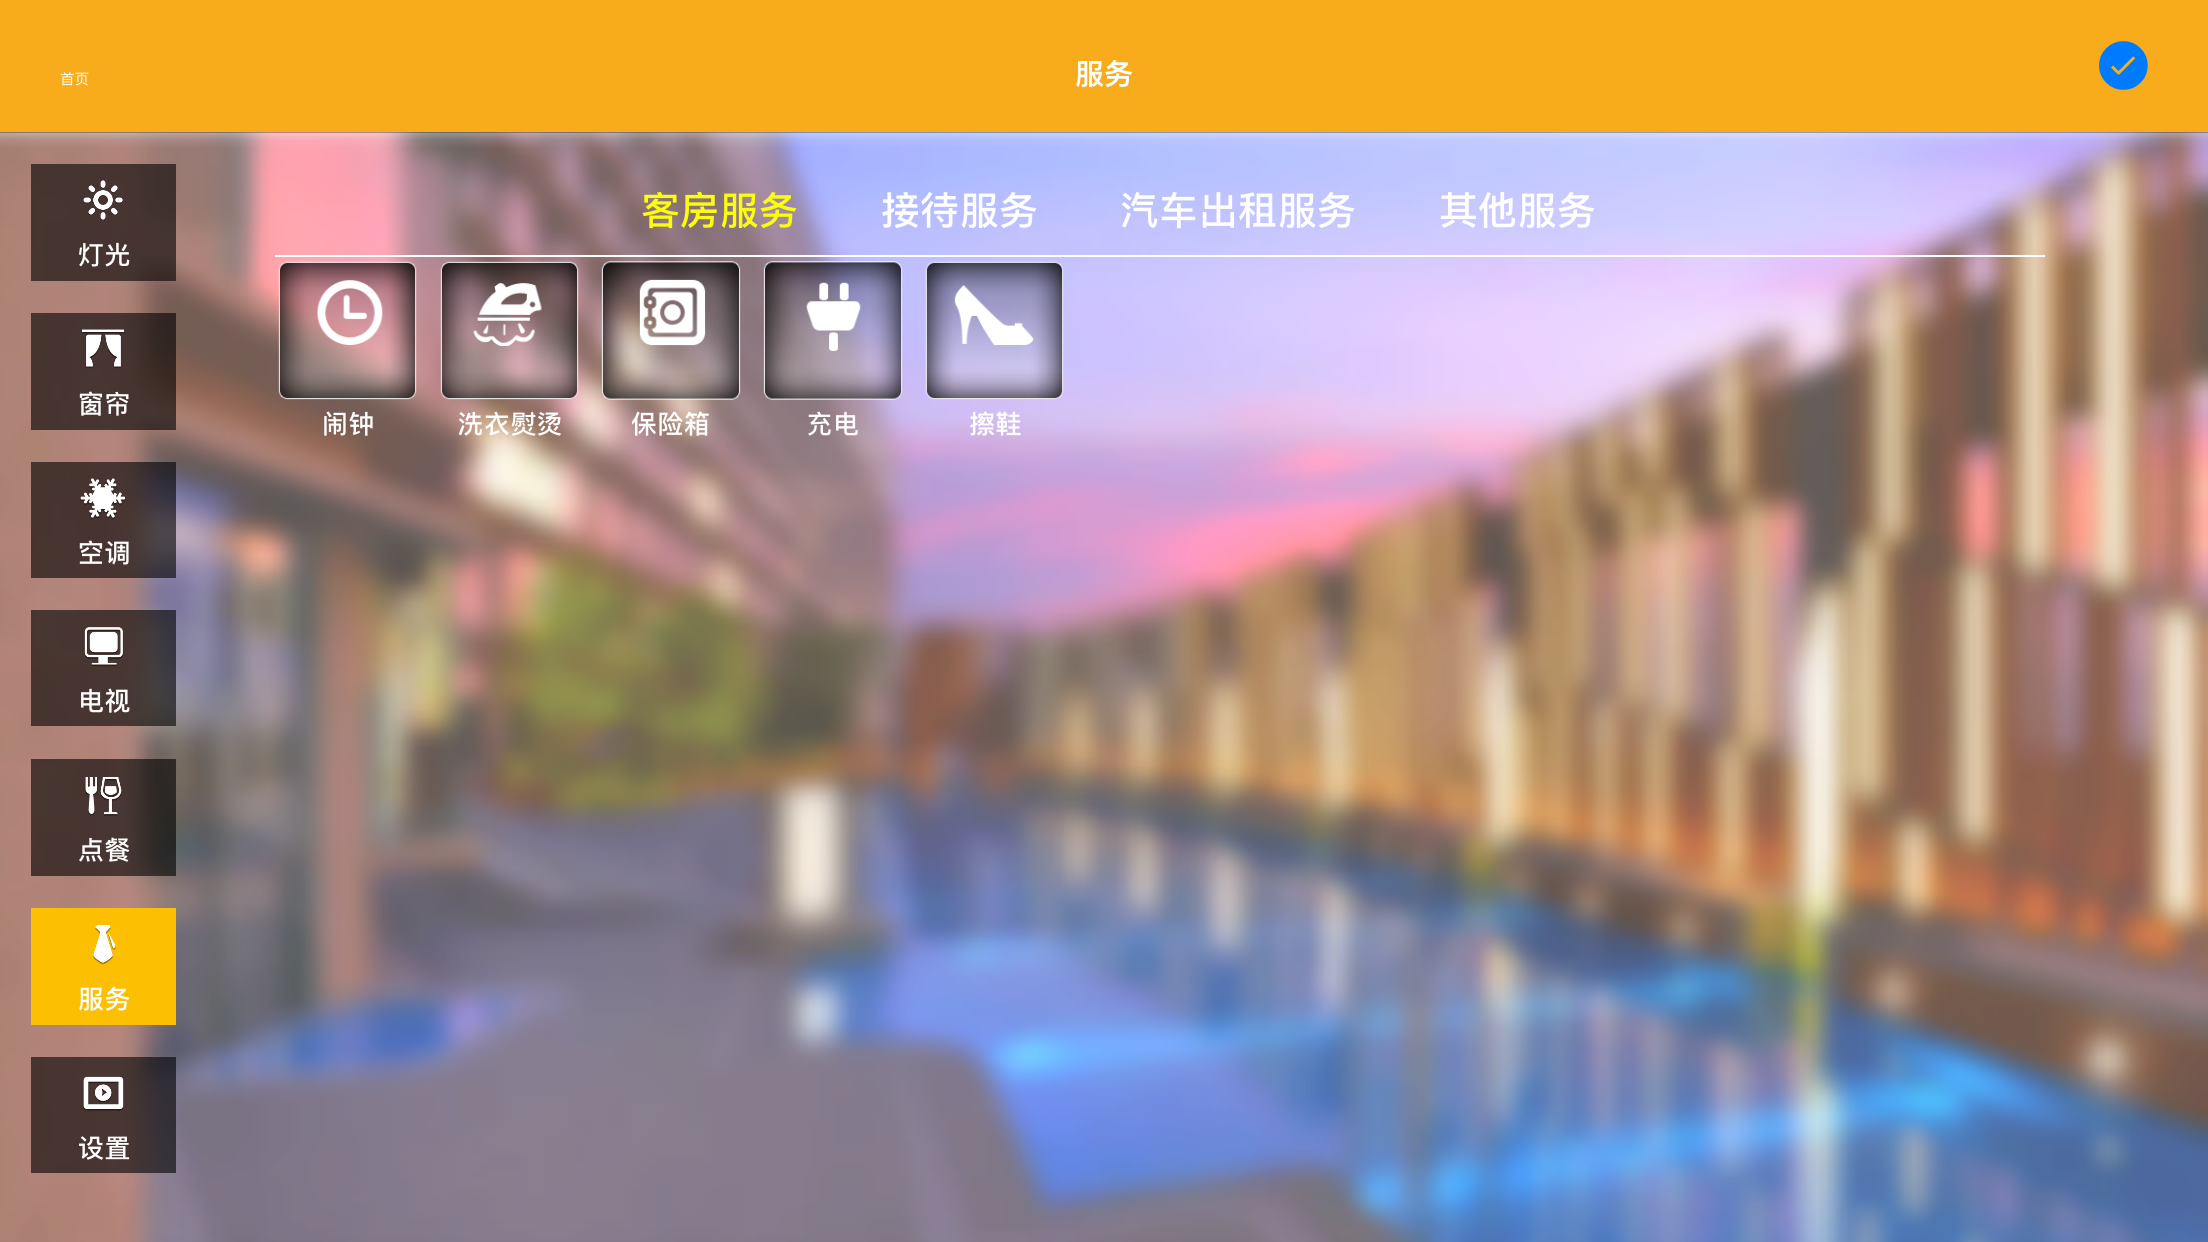 首页
服务
灯光
窗帘
空调
电视
点餐
服务
设置
客房服务 接待服务 汽车出租服务 其他服务
闹钟 洗衣熨烫 保险箱 充电 擦鞋